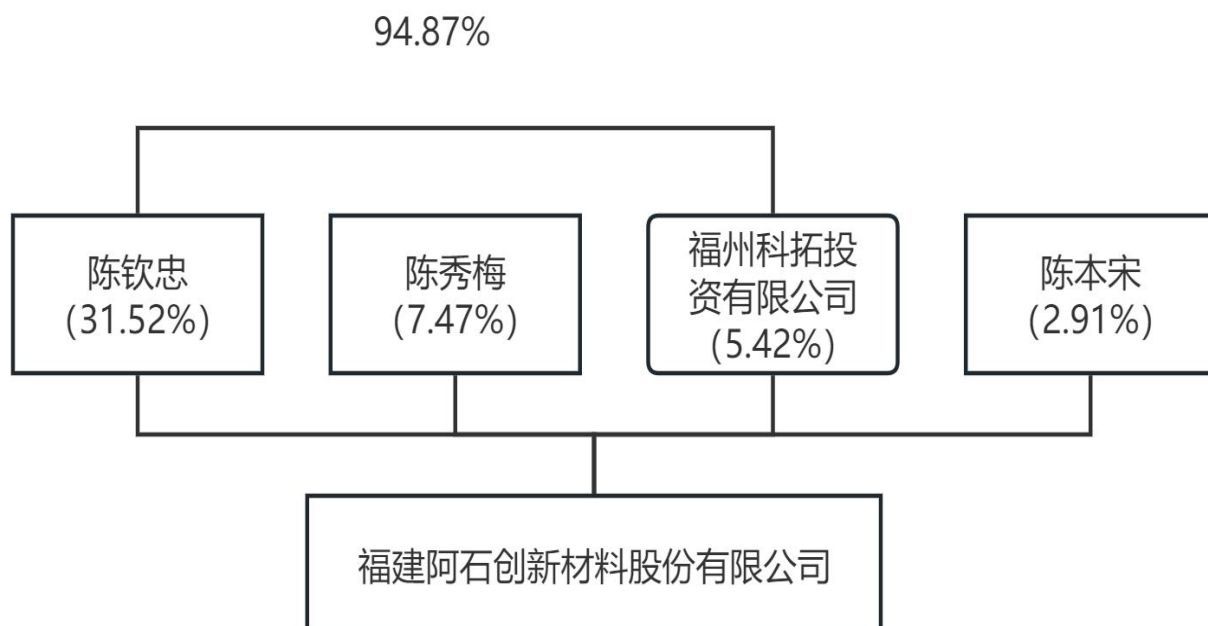 94.87%
陈钦忠
(31.52%)
陈秀梅
(7.47%)
福州科拓投
资有限公司
(5.42%)
陈本宋
(2.91%)
福建阿石创新材料股份有限公司